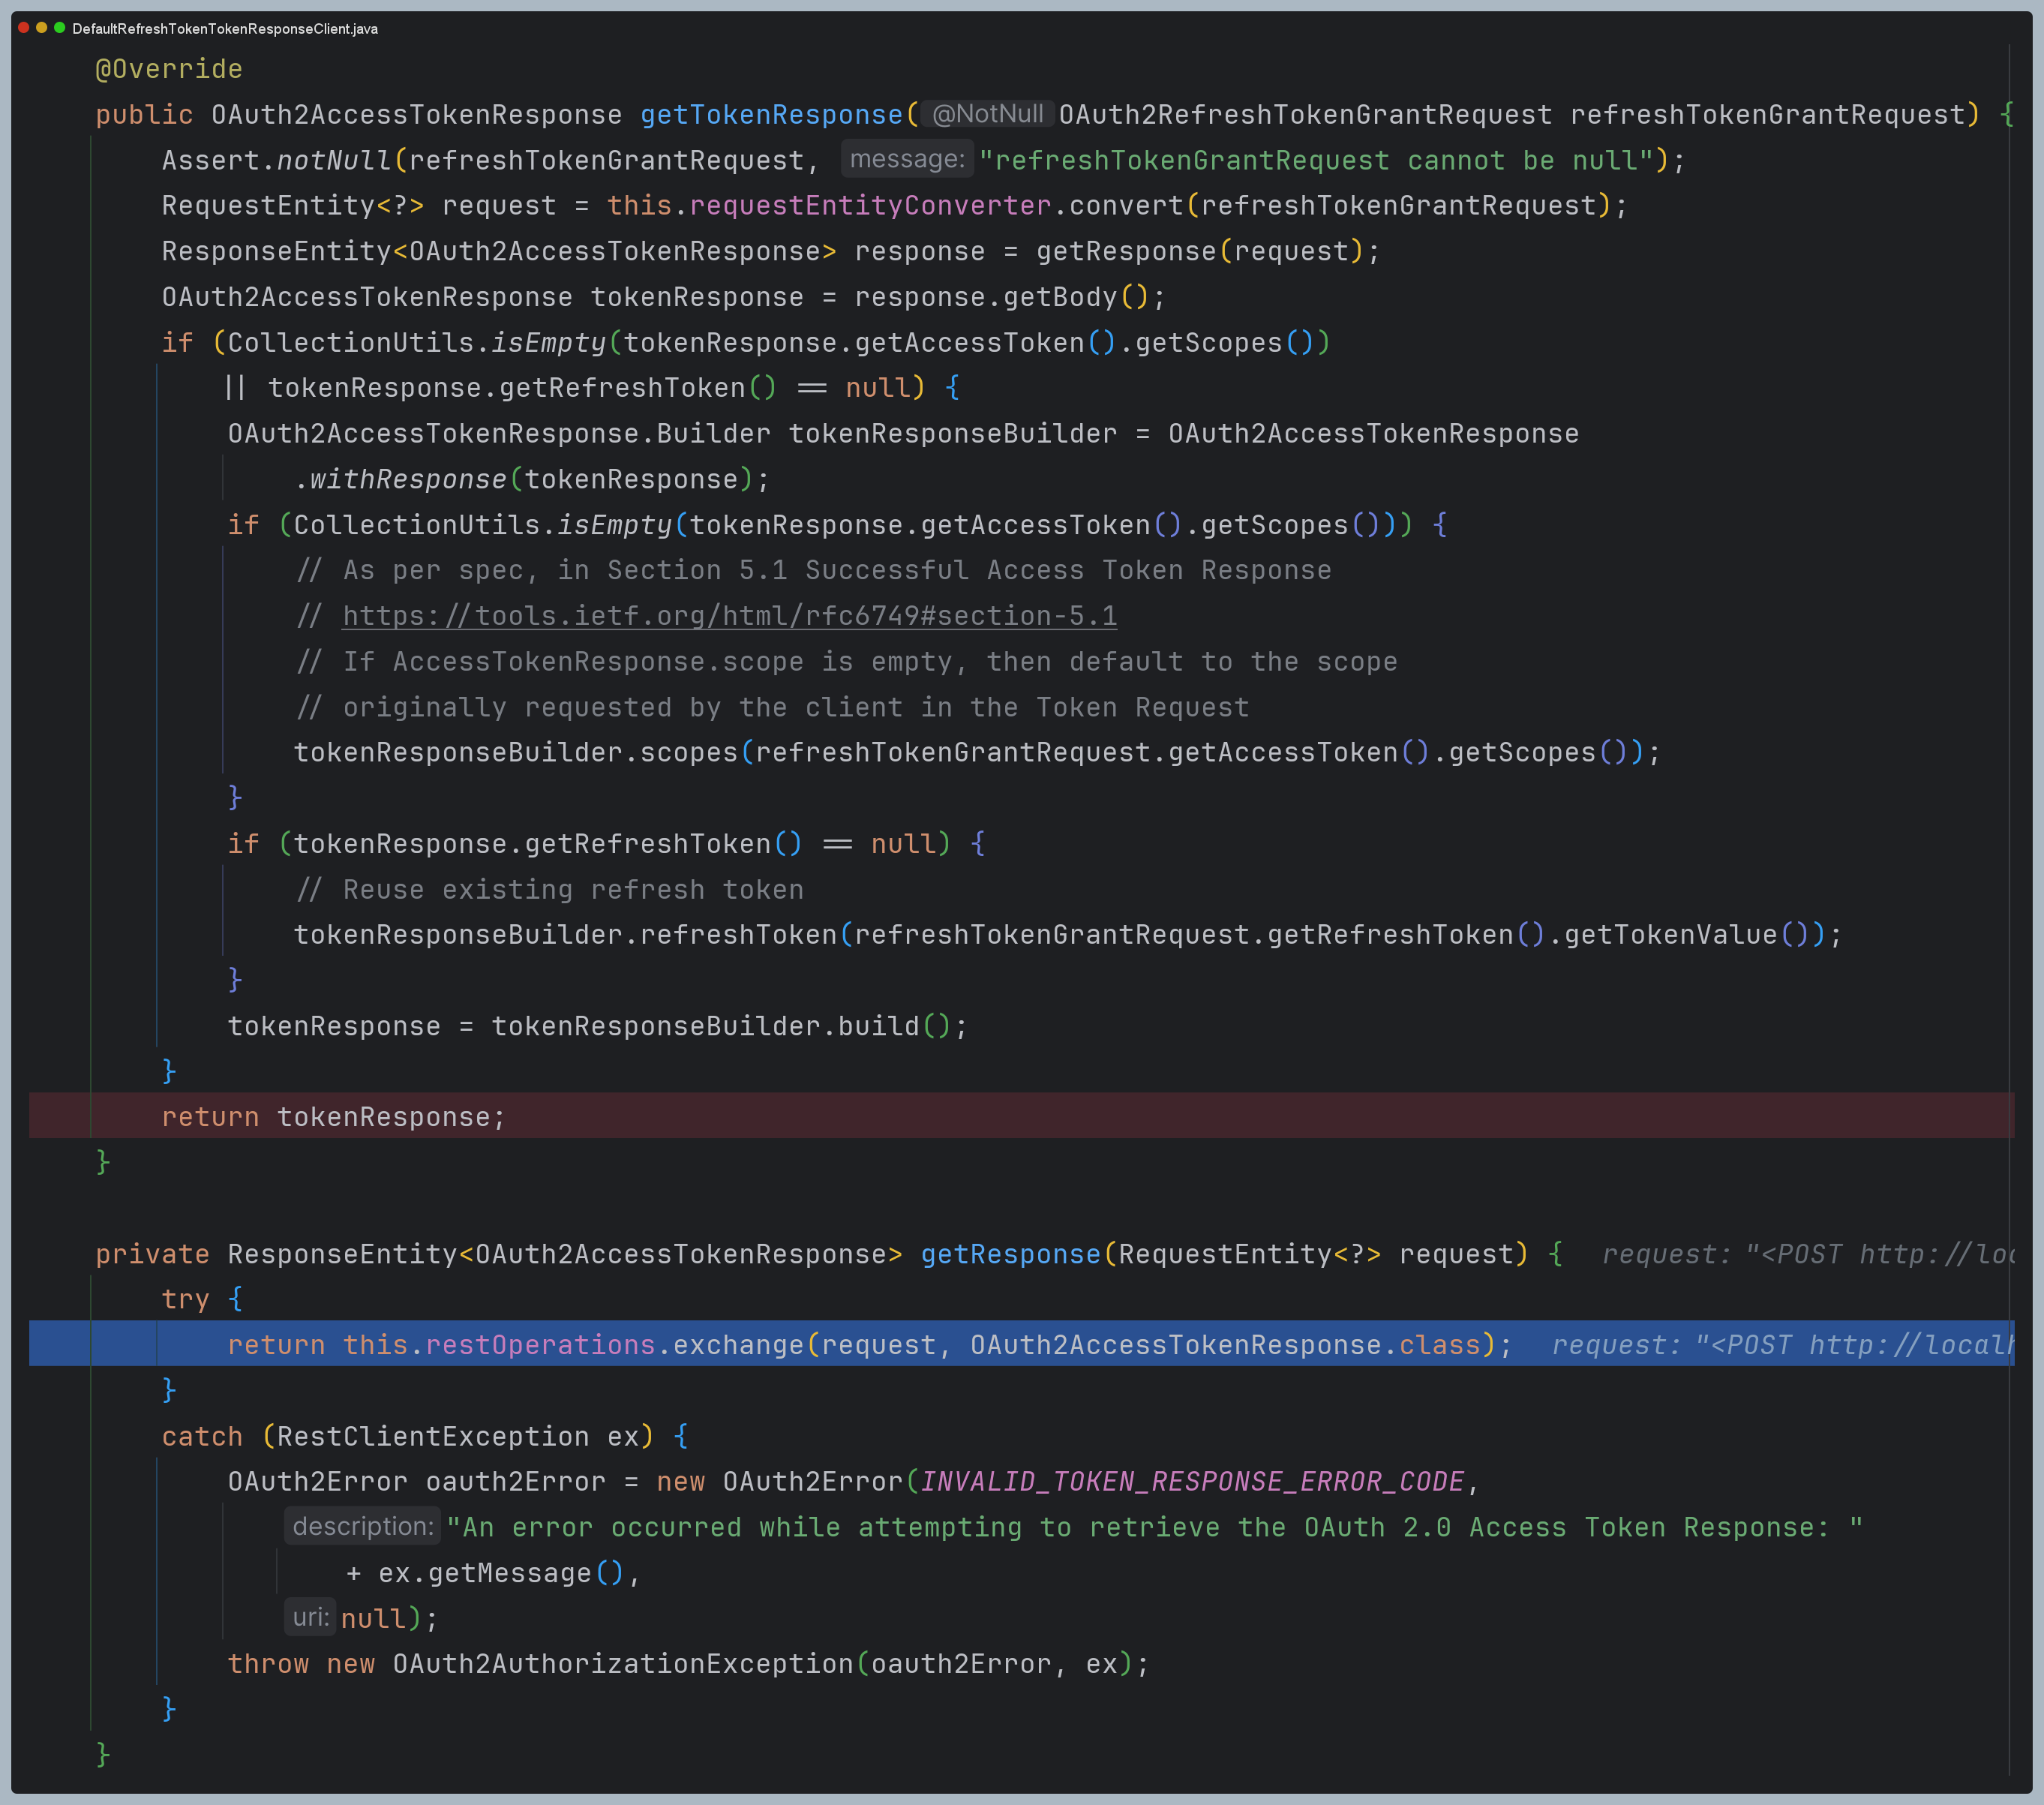 DefaultRefreshTokenTokenResponseClient.java
@Override
public OAuth2AccessTokenResponse getTokenResponse( @NotNull OAuth2RefreshTokenGrantRequest refreshTokenGrantRequest) {
Assert.notNull(refreshTokenGrantRequest, message: "refreshTokenGrantRequest cannot be null");
RequestEntity<?> request = this.requestEntityConverter.convert(refreshTokenGrantRequest);
ResponseEntity<OAuth2AccessTokenResponse> response = getResponse(request);
OAuth2AccessTokenResponse tokenResponse = response.getBody();
if (CollectionUtils.isEmpty(tokenResponse.getAccessToken().getScopes())
|| tokenResponse.getRefreshToken() == null) {
OAuth2AccessTokenResponse.Builder tokenResponseBuilder = OAuth2AccessTokenResponse
.withResponse(tokenResponse);
if (CollectionUtils.isEmpty(tokenResponse.getAccessToken().getScopes())) {
// As per spec, in Section 5.1 Successful Access Token Response
// https://tools.ietf.org/html/rfc6749#section-5.1
// If AccessTokenResponse.scope is empty, then default to the scope
// originally requested by the client in the Token Request
tokenResponseBuilder.scopes(refreshTokenGrantRequest.getAccessToken().getScopes());
}
if (tokenResponse.getRefreshToken() == null) {
// Reuse existing refresh token
tokenResponseBuilder.refreshToken(refreshTokenGrantRequest.getRefreshToken().getTokenValue());
}
tokenResponse = tokenResponseBuilder.build();
}
return tokenResponse;
}
private ResponseEntity<OAuth2AccessTokenResponse> getResponse(RequestEntity<?> request) { request: "<POST http://loc
try {
return this.restOperations.exchange(request, OAuth2AccessTokenResponse.class); request: "<POST http://localh
}
catch (RestClientException ex) {
OAuth2Error oauth2Error = new OAuth2Error(INVALID_TOKEN_RESPONSE_ERROR_CODE,
description: "An error occurred while attempting to retrieve the OAuth 2.0 Access Token Response: "
+ ex.getMessage(),
uri: null);
throw new OAuth2AuthorizationException(oauth2Error, ex);
}
}